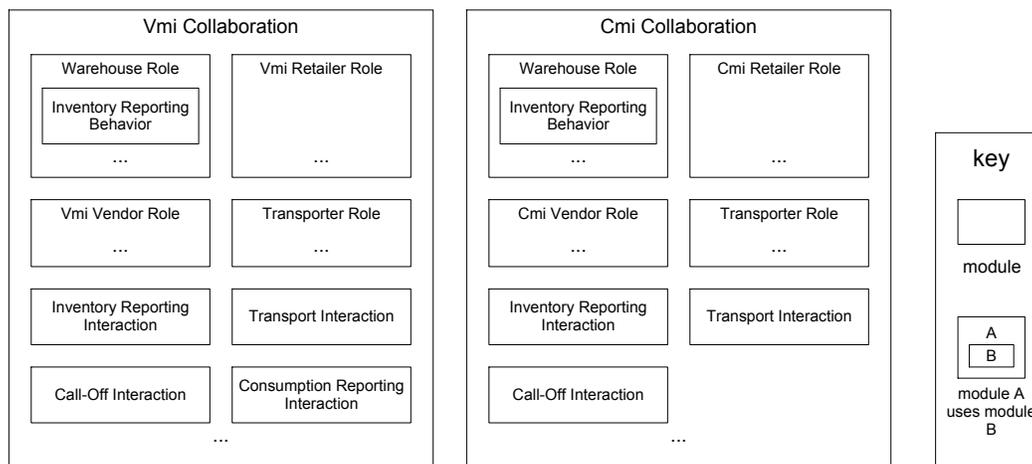 Vmi Collaboration
Warehouse Role
Inventory Reporting
Behavior
...
Vmi Retailer Role
...
Vmi Vendor Role
...
Transporter Role
...
Inventory Reporting
Interaction
Transport Interaction
Call-Off Interaction
Consumption Reporting
Interaction
...
Cmi Collaboration
Warehouse Role
Inventory Reporting
Behavior
...
Cmi Retailer Role
...
Cmi Vendor Role
...
Transporter Role
...
Inventory Reporting
Interaction
Transport Interaction
Call-Off Interaction
...
key
module
A
B
module A
uses module
B